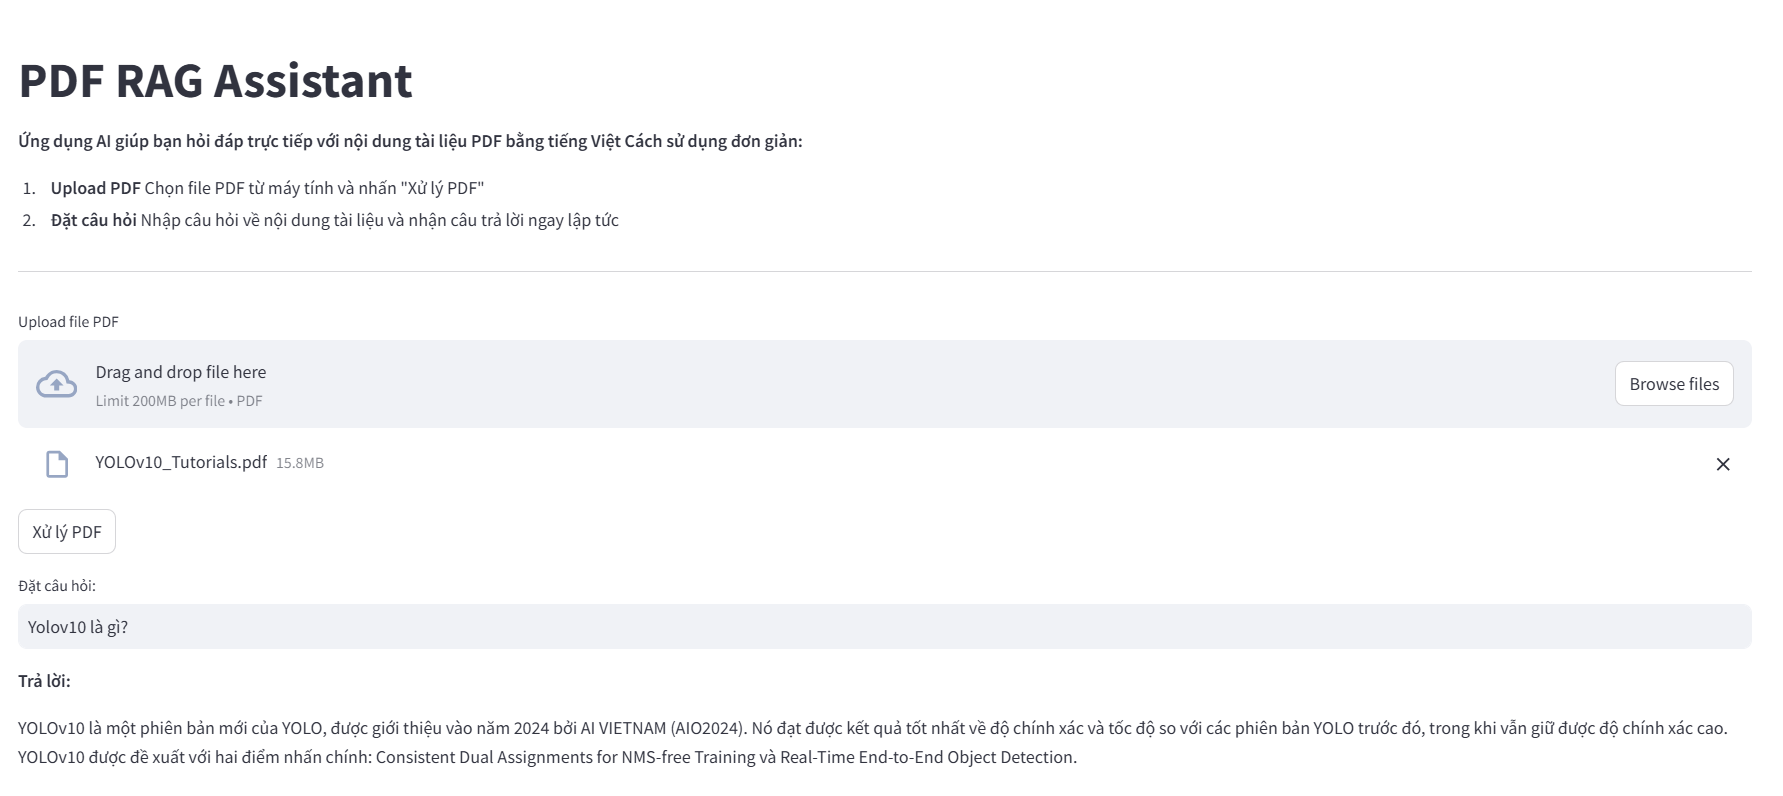 PDF RAG Assistant
Ứng dụng AI giúp bạn hỏi đáp trực tiếp với nội dung tài liệu PDF bằng tiếng Việt Cách sử dụng đơn giản:
1. Upload PDF Chọn file PDF từ máy tính và nhấn "Xử lý PDF"
2. Đặt câu hỏi Nhập câu hỏi về nội dung tài liệu và nhận câu trả lời ngay lập tức
Upload file PDF
Drag and drop file here
Limit 200MB per file • PDF
Browse files
YOLOv10_Tutorials.pdf 15.8MB
Xử lý PDF
Đặt câu hỏi:
Yolov10 là gì?
Trả lời:
YOLOv10 là một phiên bản mới của YOLO, được giới thiệu vào năm 2024 bởi AI VIETNAM (AIO2024). Nó đạt được kết quả tốt nhất về độ chính xác và tốc độ so với các phiên bản YOLO trước đó, trong khi vẫn giữ được độ chính xác cao.
YOLOv10 được đề xuất với hai điểm nhấn chính: Consistent Dual Assignments for NMS-free Training và Real-Time End-to-End Object Detection.